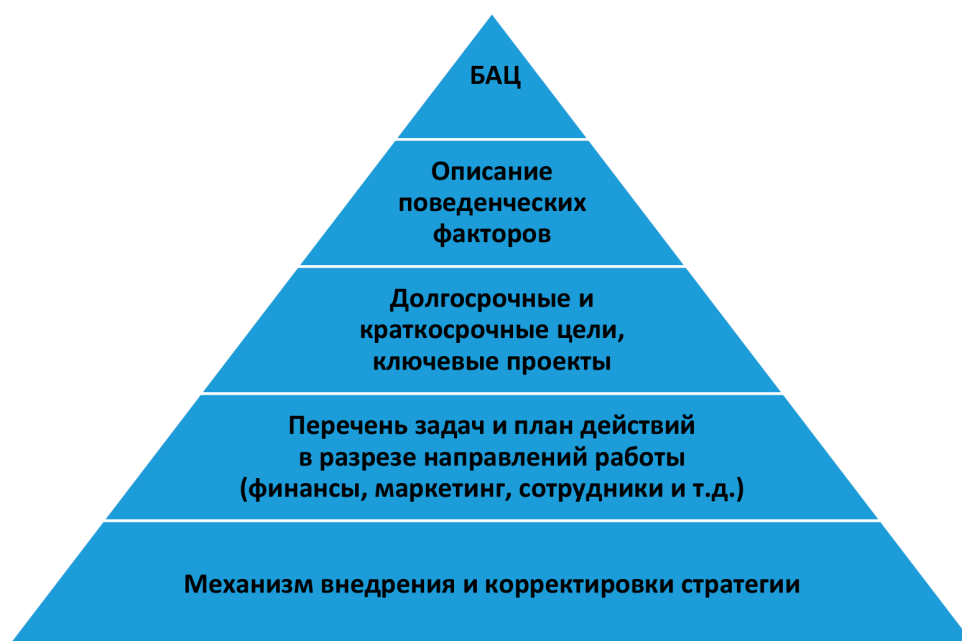 БАЦ
Описание
поведенческих
факторов
Долгосрочные и
краткосрочные цели,
ключевые проекты
Перечень задач и план действий
в разрезе направлений работы
(финансы, маркетинг, сотрудники и т.д.)
Механизм внедрения и корректировки стратегии